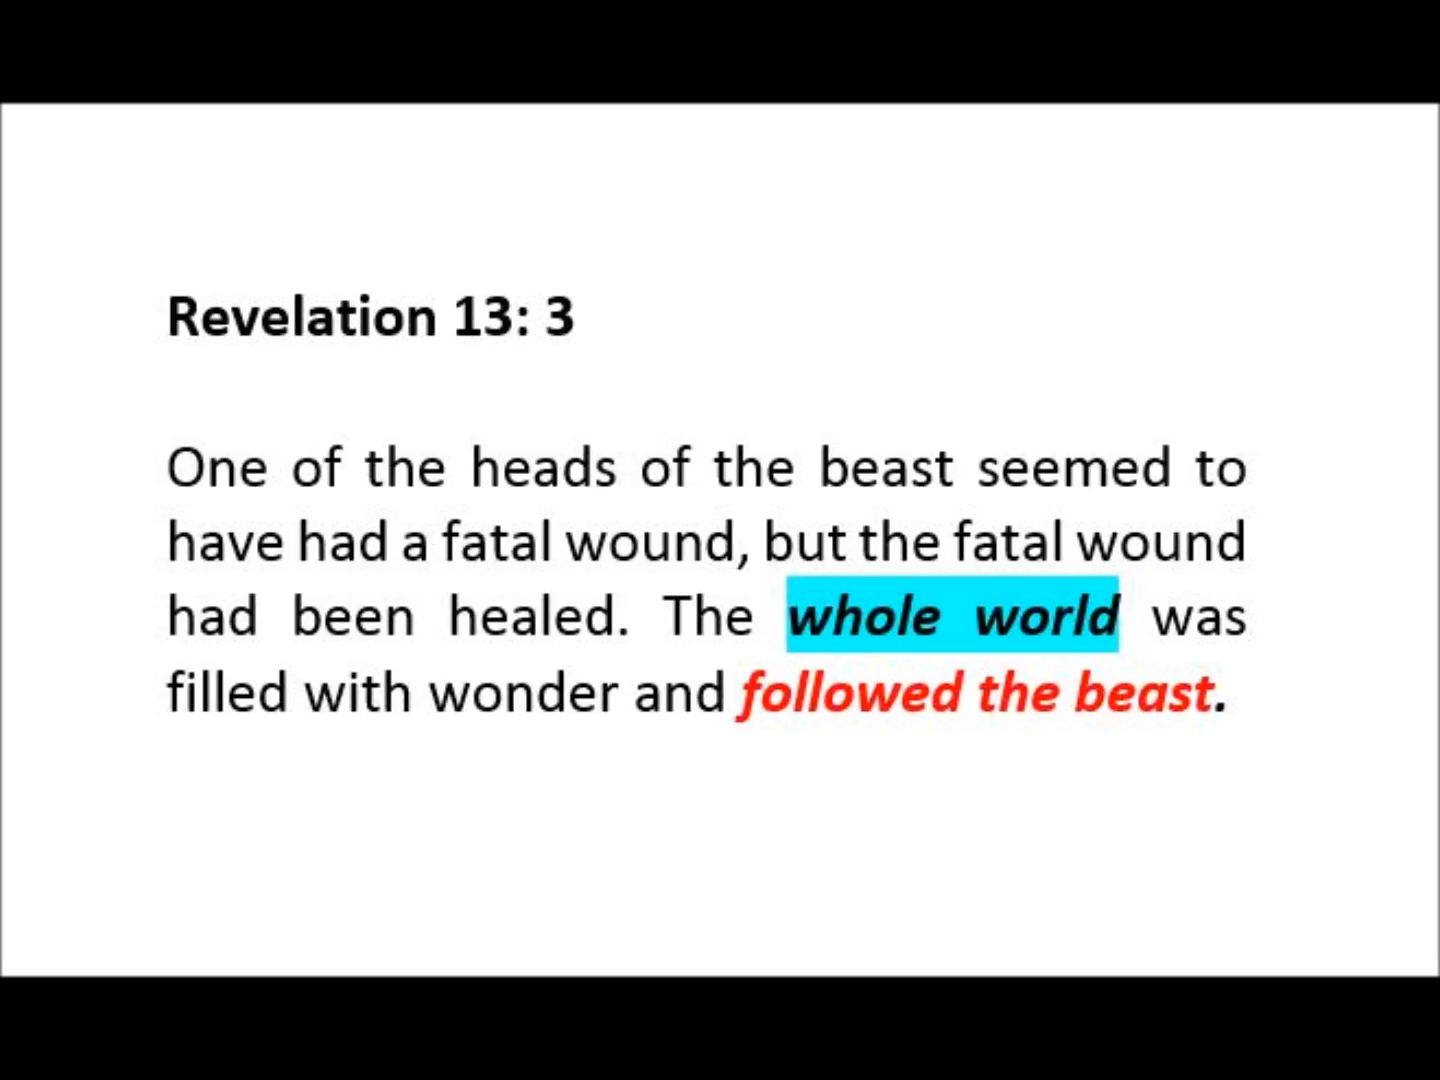 Revelation 13: 3
One of the heads of the beast seemed to
have had a fatal wound, but the fatal wound
had been healed. The whole world was
filled with wonder and followed the beast.